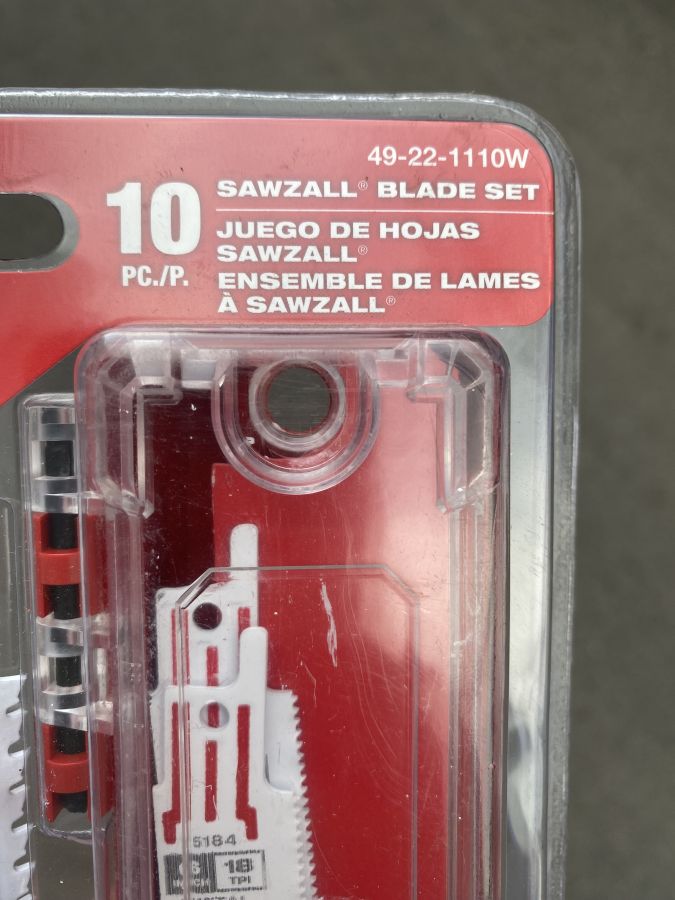 49-22-1110W
10
PC./P.
SAWZALL® BLADE SET
JUEGO DE HOJAS
SAWZALL®
ENSEMBLE DE LAMES
À SAWZALL®
5184
18
TPI